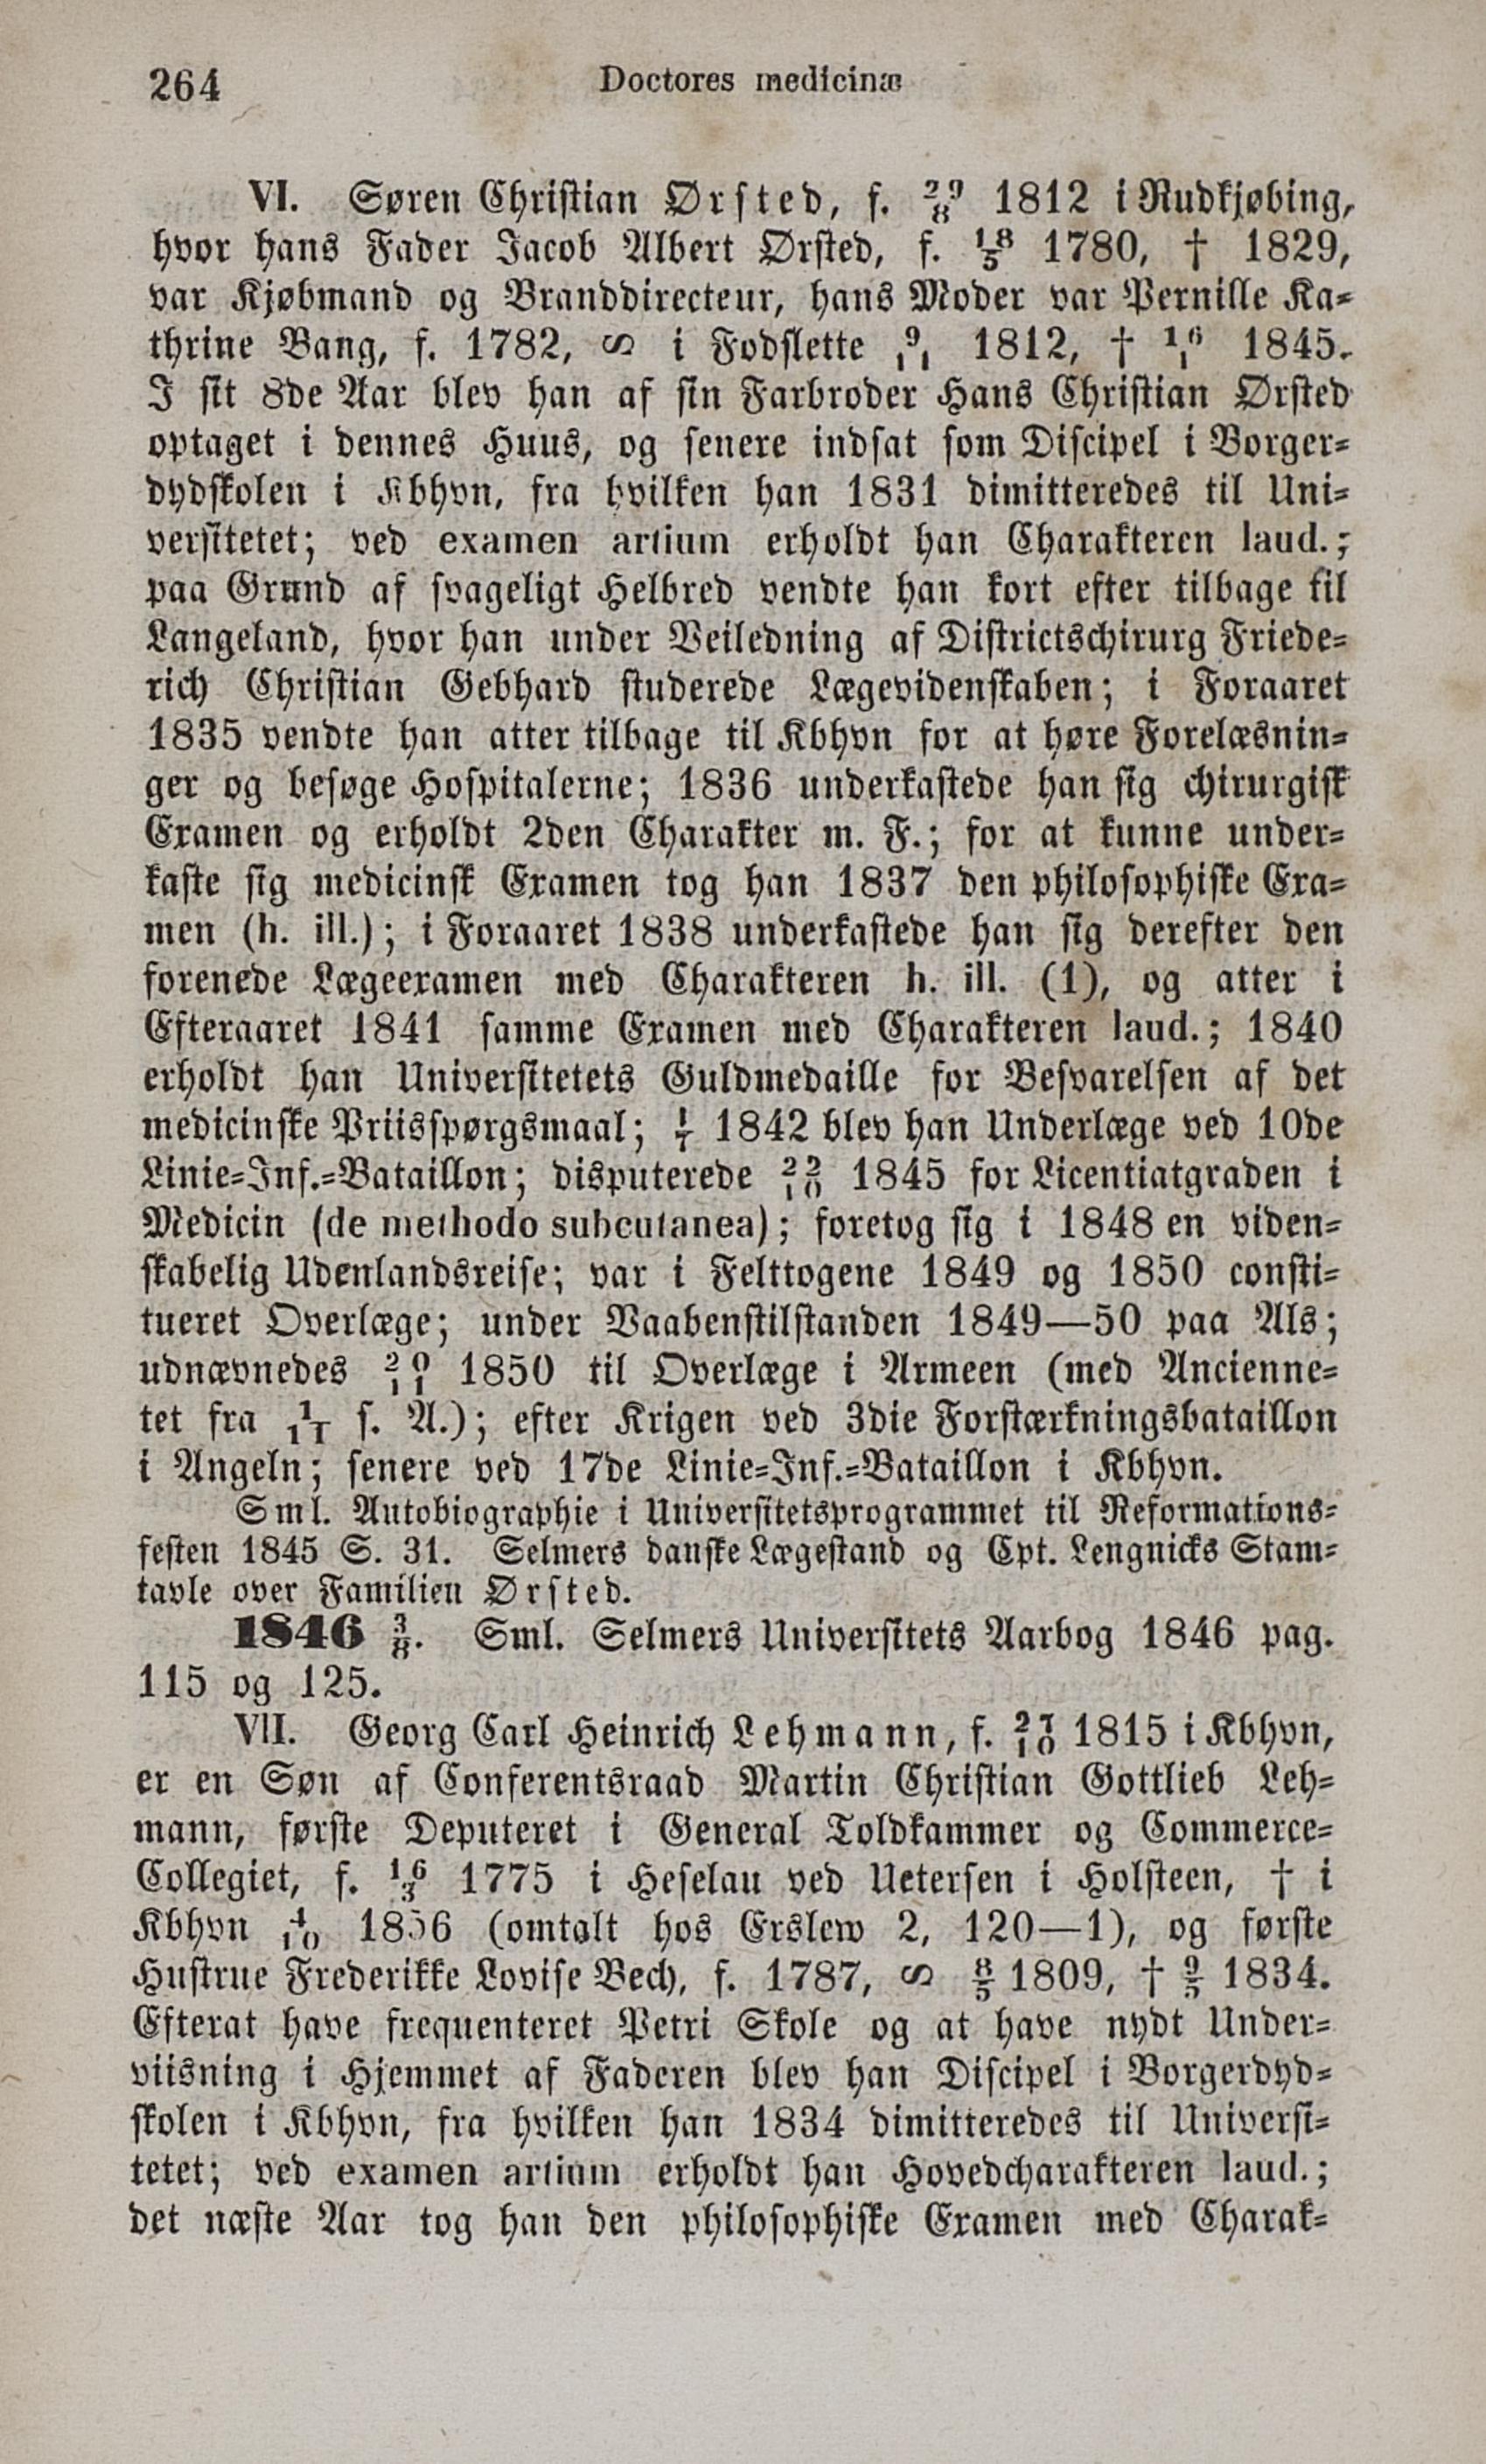 264
Doctores medicinæ
VI. Søren Christian Ørsted, f. 29/8 1812 i Rudkjøbing,
hvor hans Fader Jacob Albert Ørsted, f. 18/5 1780, † 1829,
var Kjøbmand og Branddirecteur, hans Moder var Pernille Ka-
thrine Bang, f. 1782, ∽ i Fodslette 9/11 1812, † 16/1 1845.
I sit 8de Aar blev han af sin Farbroder Hans Christian Ørsted
optaget i dennes Huus, og senere indsat som Discipel i Borger-
dydskolen i Kbhvn, fra hvilken han 1831 dimitteredes til Uni-
versitetet; ved examen artium erholdt han Charakteren laud.;
paa Grund af svageligt Helbred vendte han kort efter tilbage til
Langeland, hvor han under Veiledning af Districtschirurg Friede-
rich Christian Gebhard studerede Lægevidenskaben; i Foraaret
1835 vendte han atter tilbage til Kbhvn for at høre Forelæsnin-
ger og besøge Hospitalerne; 1836 underkastede han sig chirurgisk
Examen og erholdt 2den Charakter m. F.; for at kunne under-
kaste sig medicinsk Examen tog han 1837 den philosophiske Exa-
men (h. ill.); i Foraaret 1838 underkastede han sig derefter den
forenede Lægeexamen med Charakteren h. ill. (1), og atter i
Efteraaret 1841 samme Examen med Charakteren laud.; 1840
erholdt han Universitetets Guldmedaille for Besvarelsen af det
medicinske Priisspørgsmaal; 1/7 1842 blev han Underlæge ved 10de
Linie-Inf.-Bataillon; disputerede 22/10 1845 for Licentiatgraden i
Medicin (de methodo subcutanea); foretog sig i 1848 en viden-
skabelig Udenlandsreise; var i Felttogene 1849 og 1850 consti-
tueret Overlæge; under Vaabenstilstanden 1849—50 paa Als;
udnævnedes 20/11 1850 til Overlæge i Armeen (med Ancienne-
tet fra 1/11 s. A.); efter Krigen ved 3die Forstærkningsbataillon
i Angeln; senere ved 17de Linie-Inf.-Bataillon i Kbhvn.
Sml. Autobiographie i Universitetsprogrammet til Reformations-
festen 1845 S. 31. Selmers danske Lægestand og Cpt. Lengnicks Stam-
tavle over Familien Ørsted.
1846 3/8. Sml. Selmers Universitets Aarbog 1846 pag.
115 og 125.
VII. Georg Carl Heinrich Lehmann, f. 27/10 1815 i Kbhvn,
er en Søn af Conferentsraad Martin Christian Gottlieb Leh-
mann, første Deputeret i General Toldkammer og Commerce-
Collegiet, f. 16/3 1775 i Heselau ved Uetersen i Holsteen, † i
Kbhvn 4/10 1856 (omtalt hos Erslew 2, 120—1), og første
Hustrue Frederikke Lovise Bech, f. 1787, ∽ 8/5 1809, † 9/5 1834.
Efterat have frequenteret Petri Skole og at have nydt Under-
viisning i Hjemmet af Faderen blev han Discipel i Borgerdyd-
skolen i Kbhvn, fra hvilken han 1834 dimitteredes til Universi-
tetet; ved examen artium erholdt han Hovedcharakteren laud.;
det næste Aar tog han den philosophiske Examen med Charak-